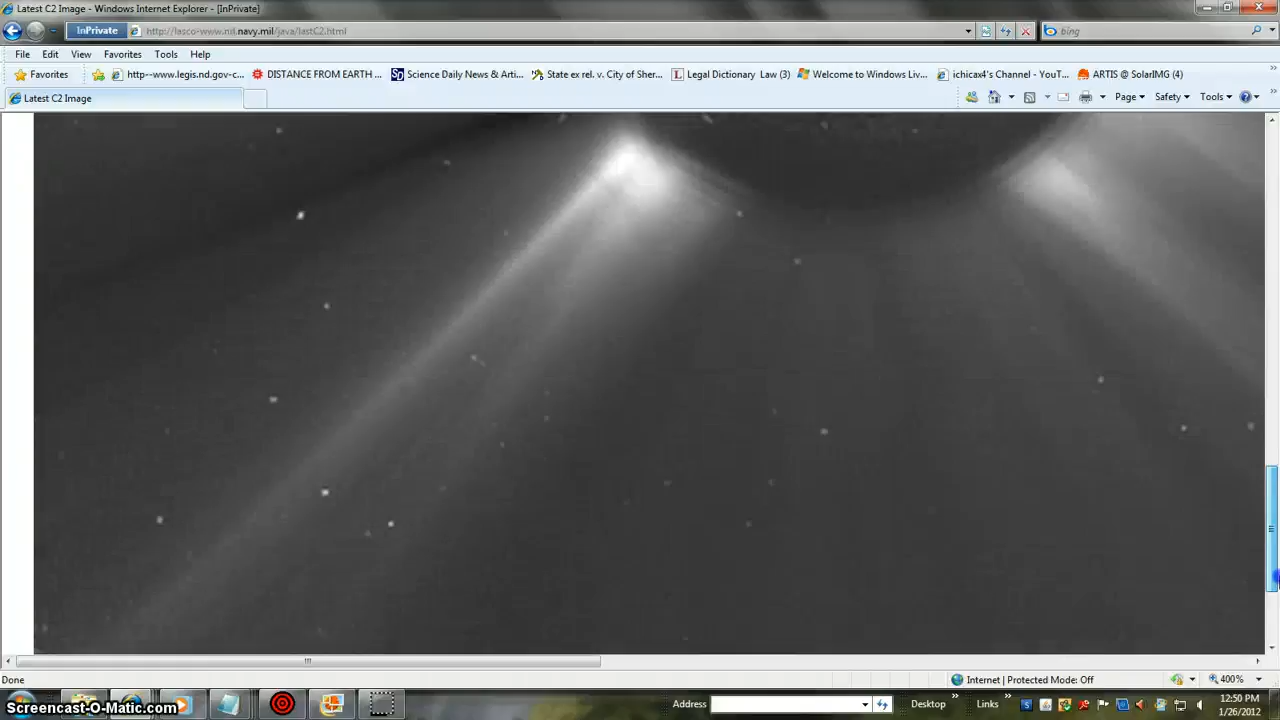 Latest C2 Image - Windows Internet Explorer - [InPrivate]
InPrivate http://lasco-www.nrl.navy.mil/java/lastC2.html bing
File Edit View Favorites Tools Help
Favorites http--www.legis.nd.gov-c... DISTANCE FROM EARTH ... SD Science Daily News & Arti... State ex rel. v. City of Sher... L Legal Dictionary Law (3) Welcome to Windows Liv... ichicax4's Channel - YouT... ARTIS @ SolarIMG (4)
Latest C2 Image
Page Safety Tools
Done Internet | Protected Mode: Off 400%
Address Desktop Links 12:50 PM
Screencast-O-Matic.com 1/26/2012